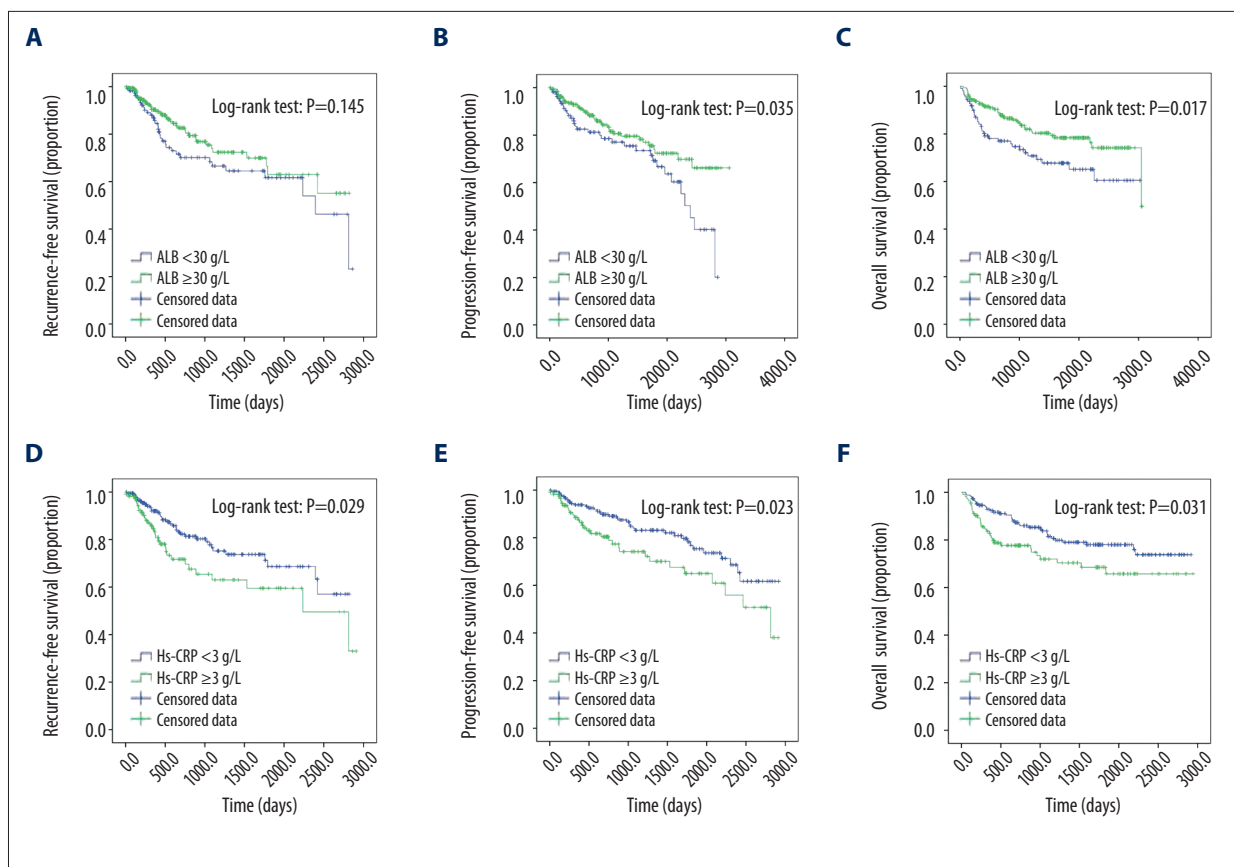 A
Recurrence-free survival (proportion)
1.0
0.8
0.6
0.4
0.2
0.0
Log-rank test: P=0.145
ALB <30 g/L
ALB ≥30 g/L
Censored data
Censored data
0.0
500.0
1000.0
1500.0
2000.0
2500.0
3000.0
Time (days)
B
Progression-free survival (proportion)
1.0
0.8
0.6
0.4
0.2
0.0
Log-rank test: P=0.035
ALB <30 g/L
ALB ≥30 g/L
Censored data
Censored data
0.0
1000.0
2000.0
3000.0
4000.0
Time (days)
C
Overall survival (proportion)
1.0
0.8
0.6
0.4
0.2
0.0
Log-rank test: P=0.017
ALB <30 g/L
ALB ≥30 g/L
Censored data
Censored data
0.0
1000.0
2000.0
3000.0
4000.0
Time (days)
D
Recurrence-free survival (proportion)
1.0
0.8
0.6
0.4
0.2
0.0
Log-rank test: P=0.029
Hs-CRP <3 g/L
Hs-CRP ≥3 g/L
Censored data
Censored data
0.0
500.0
1000.0
1500.0
2000.0
2500.0
3000.0
Time (days)
E
Progression-free survival (proportion)
1.0
0.8
0.6
0.4
0.2
0.0
Log-rank test: P=0.023
Hs-CRP <3 g/L
Hs-CRP ≥3 g/L
Censored data
Censored data
0.0
500.0
1000.0
1500.0
2000.0
2500.0
3000.0
Time (days)
F
Overall survival (proportion)
1.0
0.8
0.6
0.4
0.2
0.0
Log-rank test: P=0.031
Hs-CRP <3 g/L
Hs-CRP ≥3 g/L
Censored data
Censored data
0.0
500.0
1000.0
1500.0
2000.0
2500.0
3000.0
Time (days)